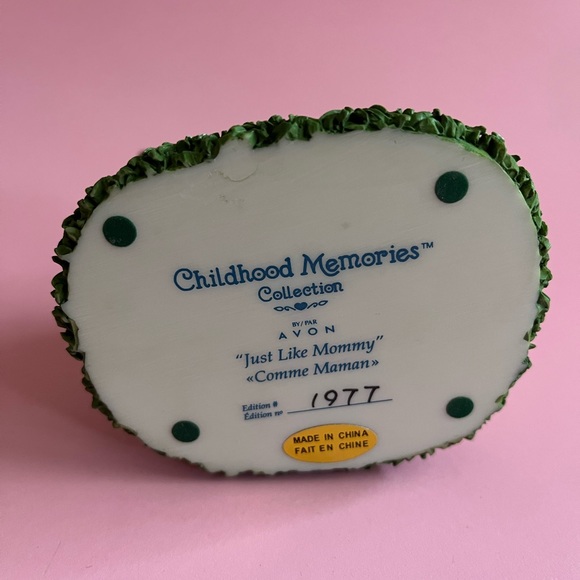 Childhood Memories™
Collection
BY/PAR
AVON
“Just Like Mommy”
«Comme Maman»
Edition #
Édition nº 1977
MADE IN CHINA
FAIT EN CHINE